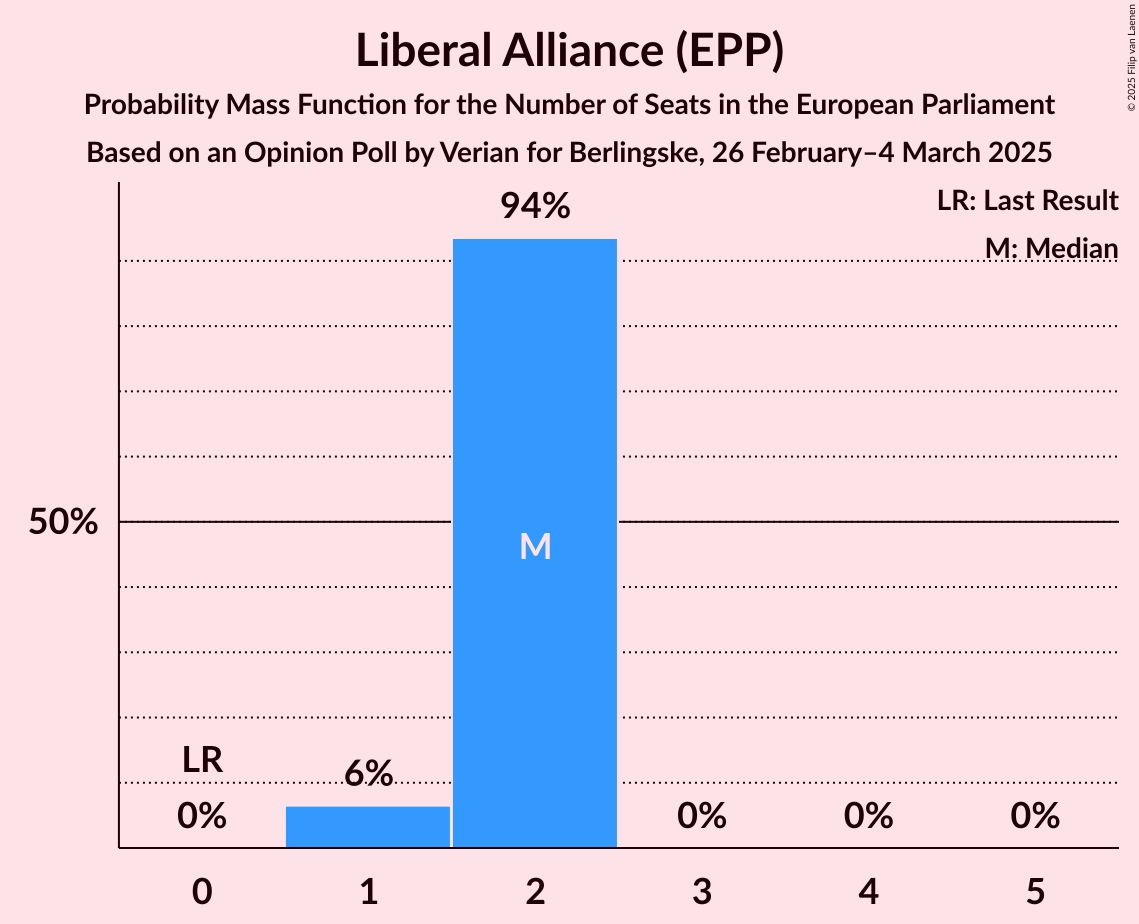 Liberal Alliance (EPP)
Probability Mass Function for the Number of Seats in the European Parliament
Based on an Opinion Poll by Verian for Berlingske, 26 February–4 March 2025
© 2025 Filip van Laenen
LR: Last Result
M: Median
94%
50%
M
LR
6%
0%
0%
0%
0%
0
1
2
3
4
5